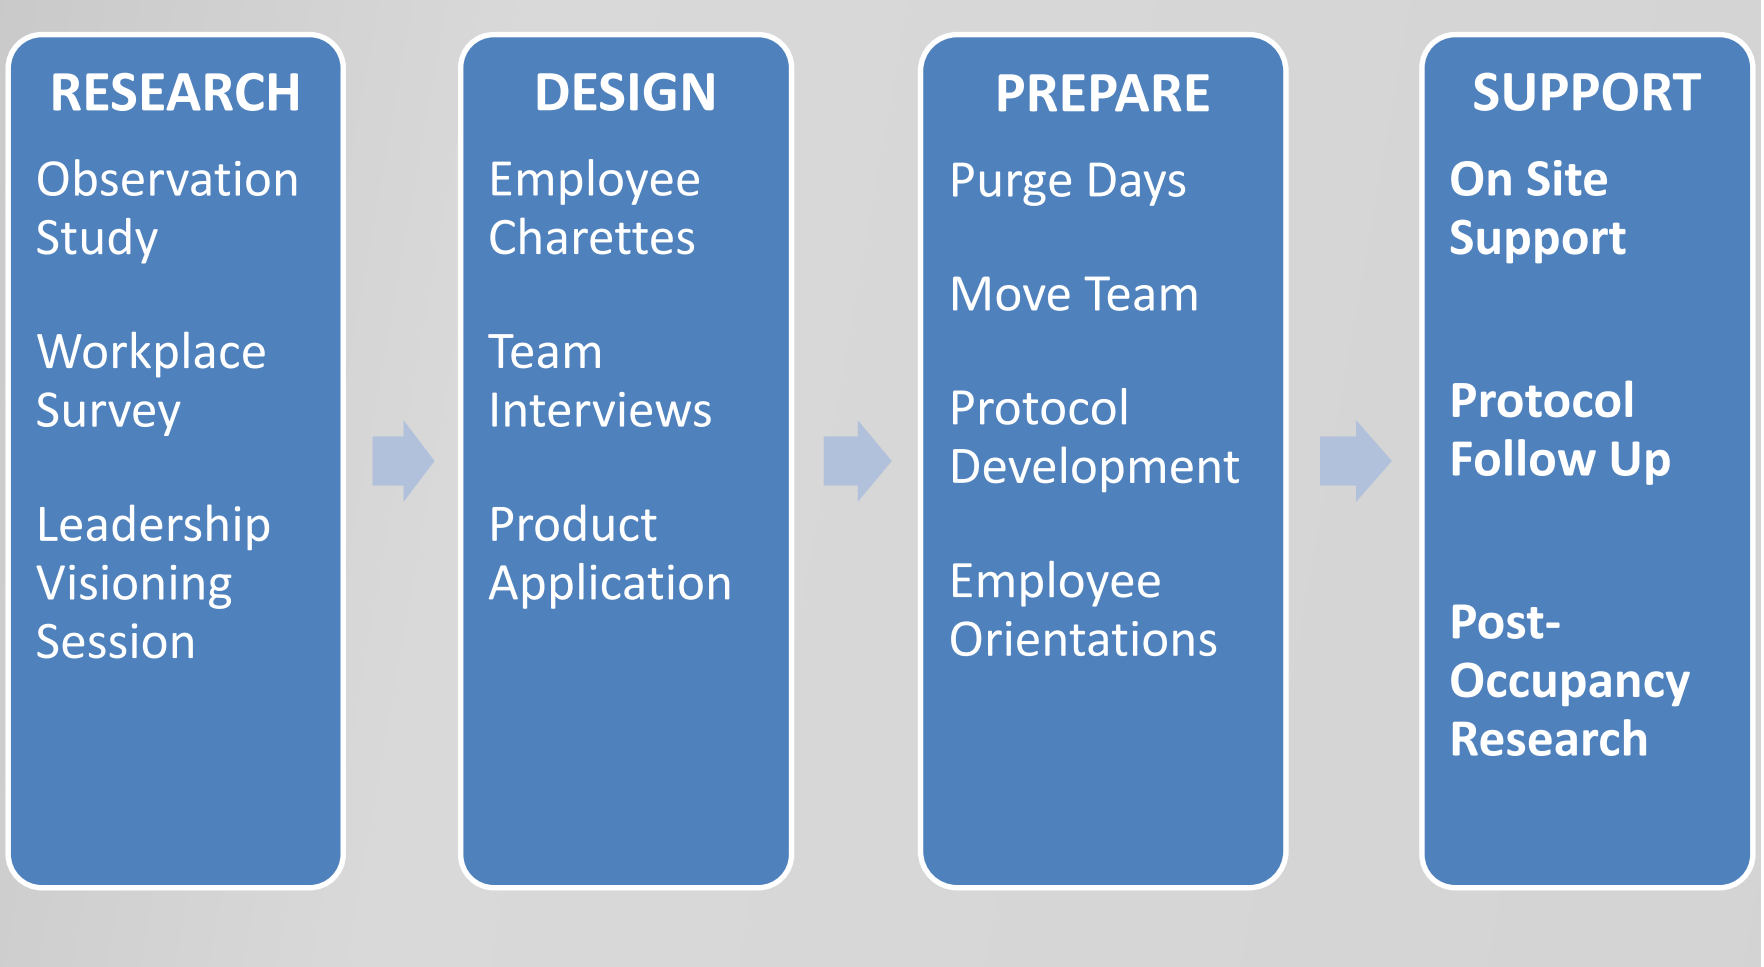 RESEARCH
Observation
Study
Workplace
Survey
Leadership
Visioning
Session
DESIGN
Employee
Charettes
Team
Interviews
Product
Application
PREPARE
Purge Days
Move Team
Protocol
Development
Employee
Orientations
SUPPORT
On Site
Support
Protocol
Follow Up
Post-
Occupancy
Research